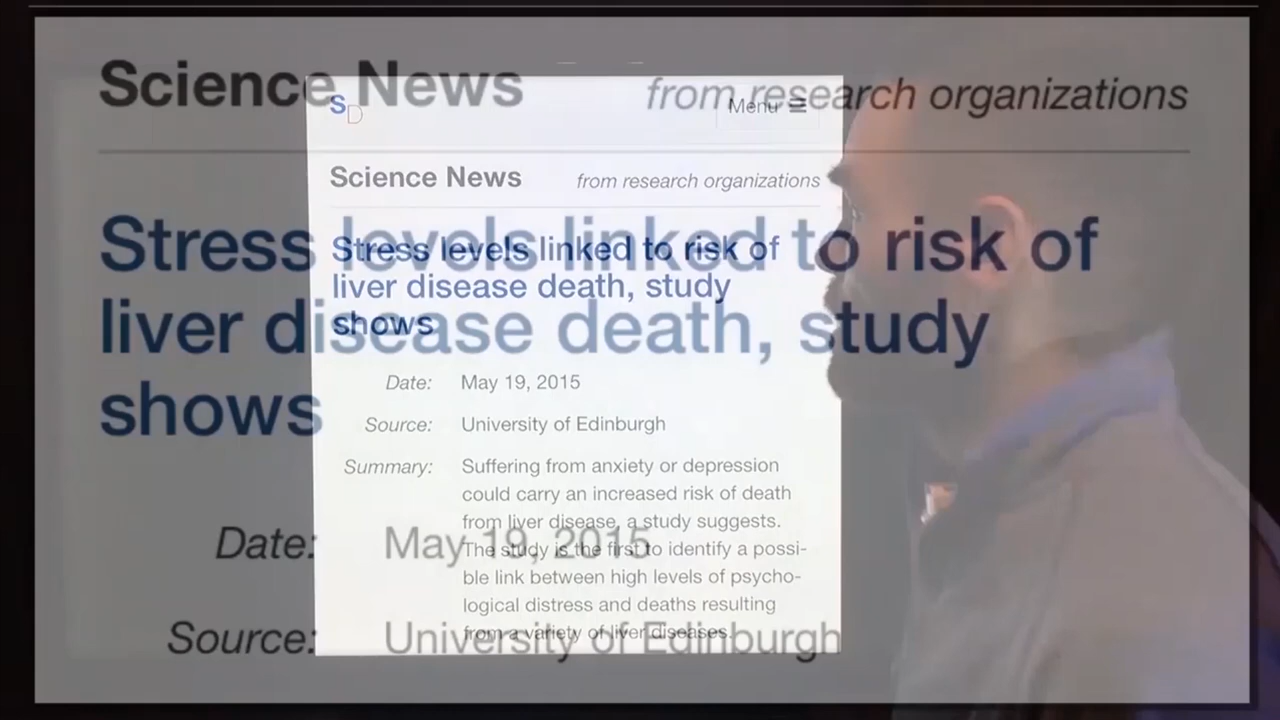 Science News
from research organizations
Stress levels linked to risk of
liver disease death, study
shows
Date: May 19, 2015
Source: University of Edinburgh
SD
Menu
Science News
from research organizations
Stress levels linked to risk of
liver disease death, study
shows
Date: May 19, 2015
Source: University of Edinburgh
Summary: Suffering from anxiety or depression
could carry an increased risk of death
from liver disease, a study suggests.
The study is the first to identify a possi-
ble link between high levels of psycho-
logical distress and deaths resulting
from a variety of liver diseases.